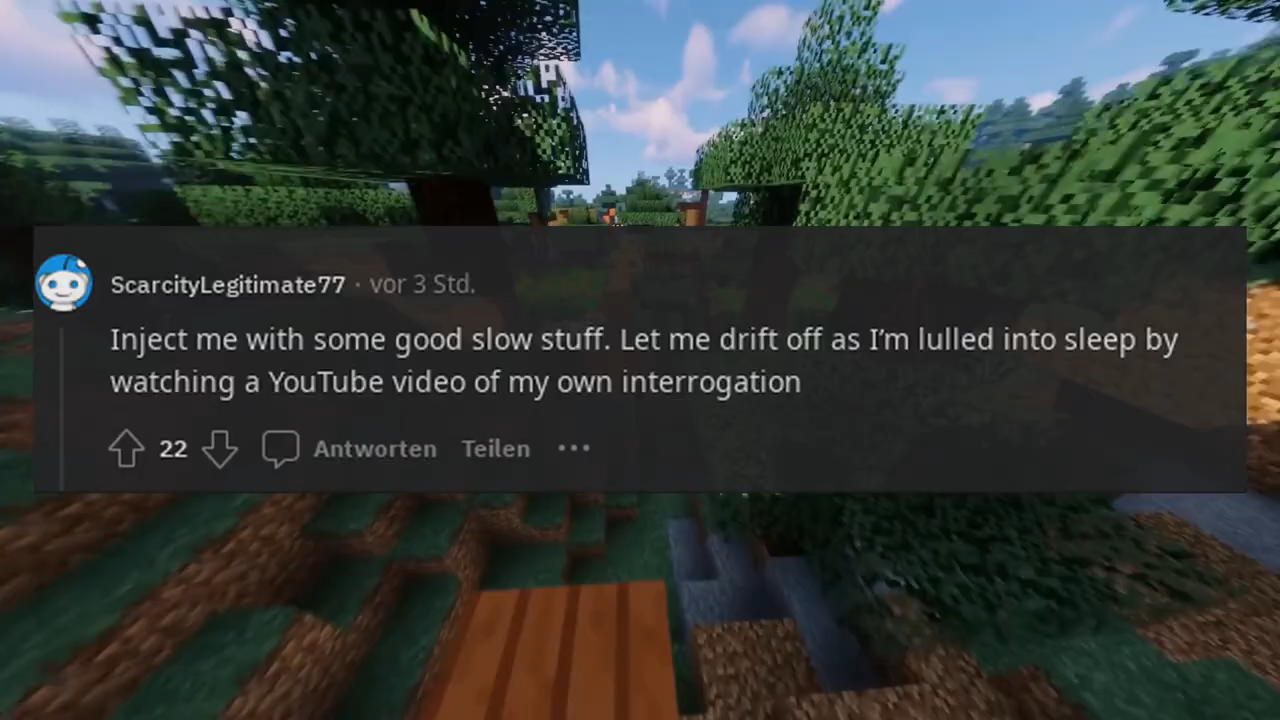 ScarcityLegitimate77 · vor 3 Std.
Inject me with some good slow stuff. Let me drift off as I’m lulled into sleep by
watching a YouTube video of my own interrogation
22 Antworten Teilen ···